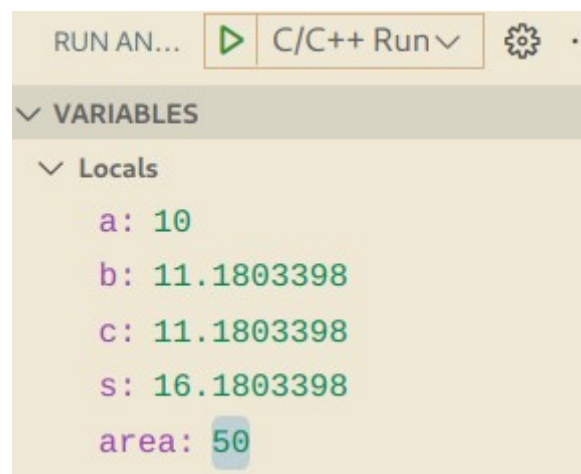 RUN AN... C/C++ Run
VARIABLES
Locals
a: 10
b: 11.1803398
c: 11.1803398
s: 16.1803398
area: 50